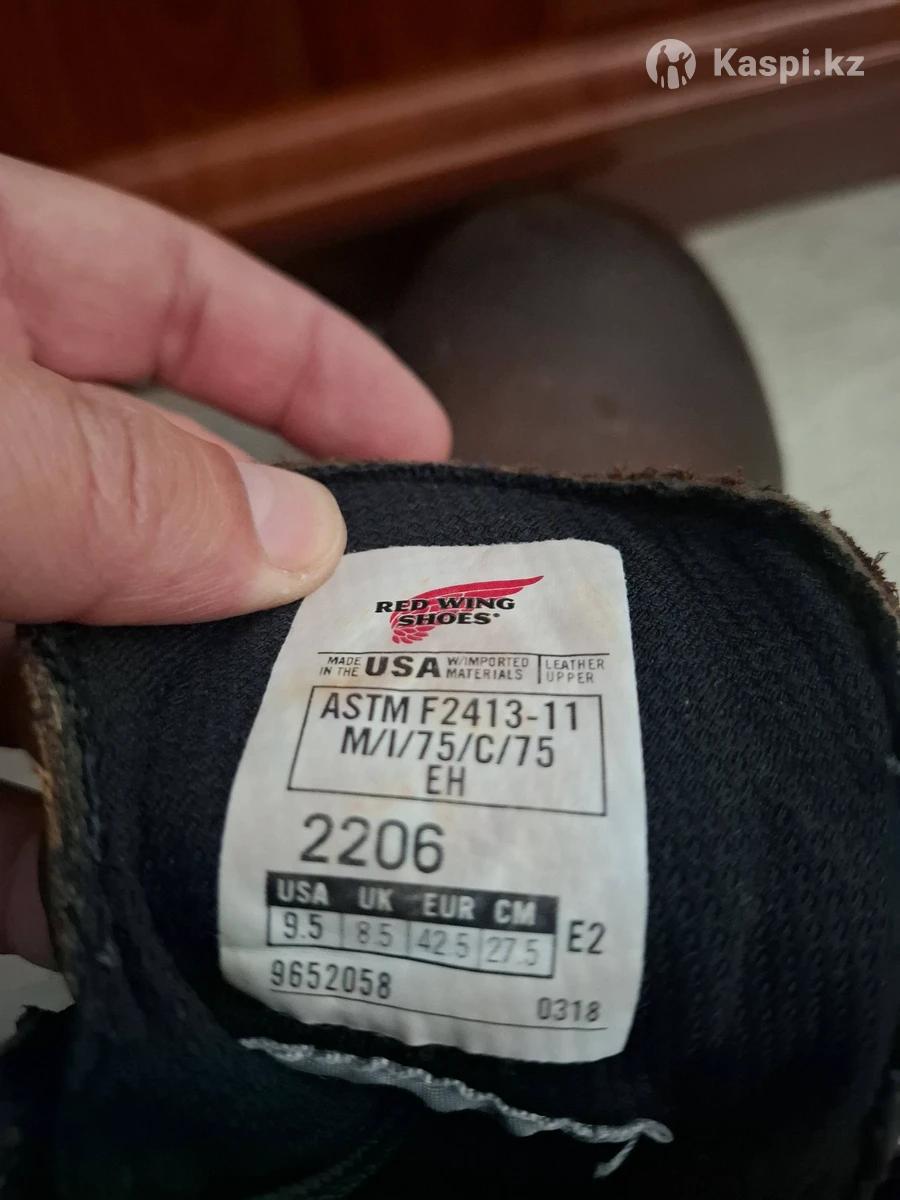 Kaspi.kz
RED WING
SHOES®
MADE IN THE USA W/IMPORTED MATERIALS LEATHER UPPER
ASTM F2413-11
M/I/75/C/75
EH
2206
USA UK EUR CM
9.5 8.5 42.5 27.5 E2
9652058
0318